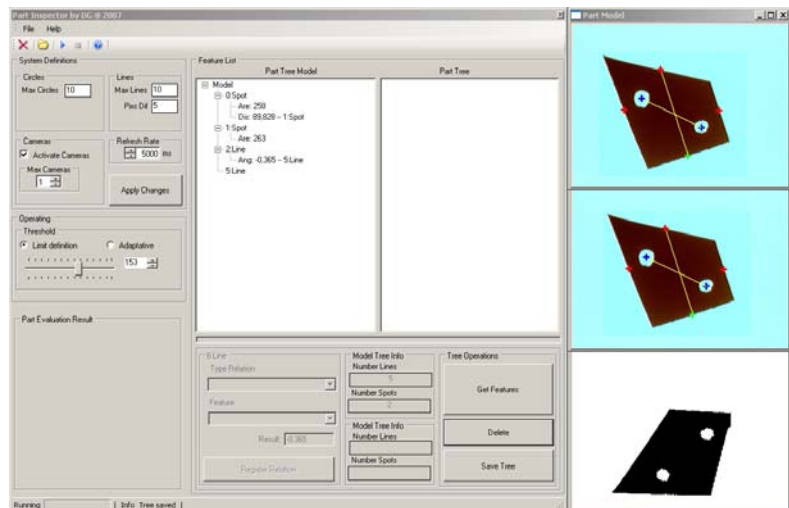 Part Inspector by DG @ 2007
Part Model
File Help
System Definitions
Circles
Max Circles 10
Lines
Max Lines 10
Pixs Dif 5
Cameras
Activate Cameras
Max Cameras
1
Refresh Rate
5000 ms
Apply Changes
Operating
Threshold
Limit definition
Adaptative
153
Part Evaluation Result
Feature List
Part Tree Model
Part Tree
Model
0:Spot
Are: 258
Dis: 89,828 - 1:Spot
1:Spot
Are: 263
2:Line
Ang: -0.365 - 5:Line
5:Line
Type Relation
Feature
Result: -0.365
Register Relation
Model Tree Info
Number Lines
5
Number Spots
2
Model Tree Info
Number Lines
Number Spots
Tree Operations
Get Features
Delete
Save Tree
Running
[ Info Tree saved ]